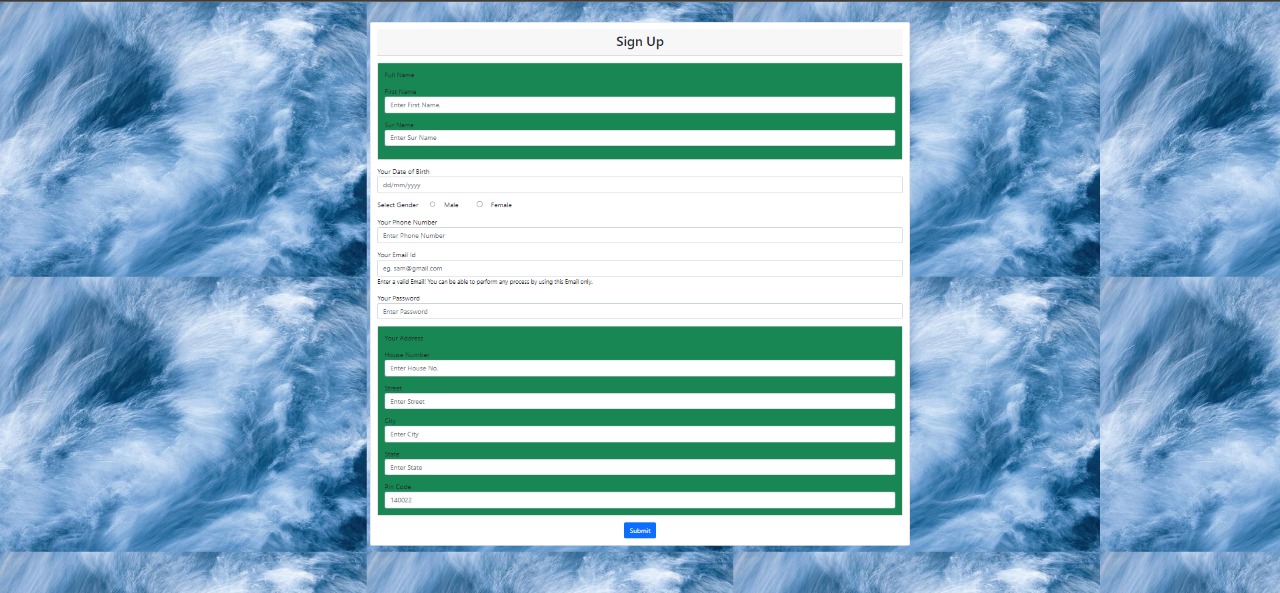 Sign Up
Full Name
First Name
Enter First Name.
Sur Name
Enter Sur Name
Your Date of Birth
dd/mm/yyyy
Select Gender Male Female
Your Phone Number
Enter Phone Number
Your Email Id
eg. sam@gmail.com
Enter a valid Email! You can be able to perform any process by using this Email only.
Your Password
Enter Password
Your Address
House Number
Enter House No.
Street
Enter Street
City
Enter City
State
Enter State
Pin Code
140022
Submit